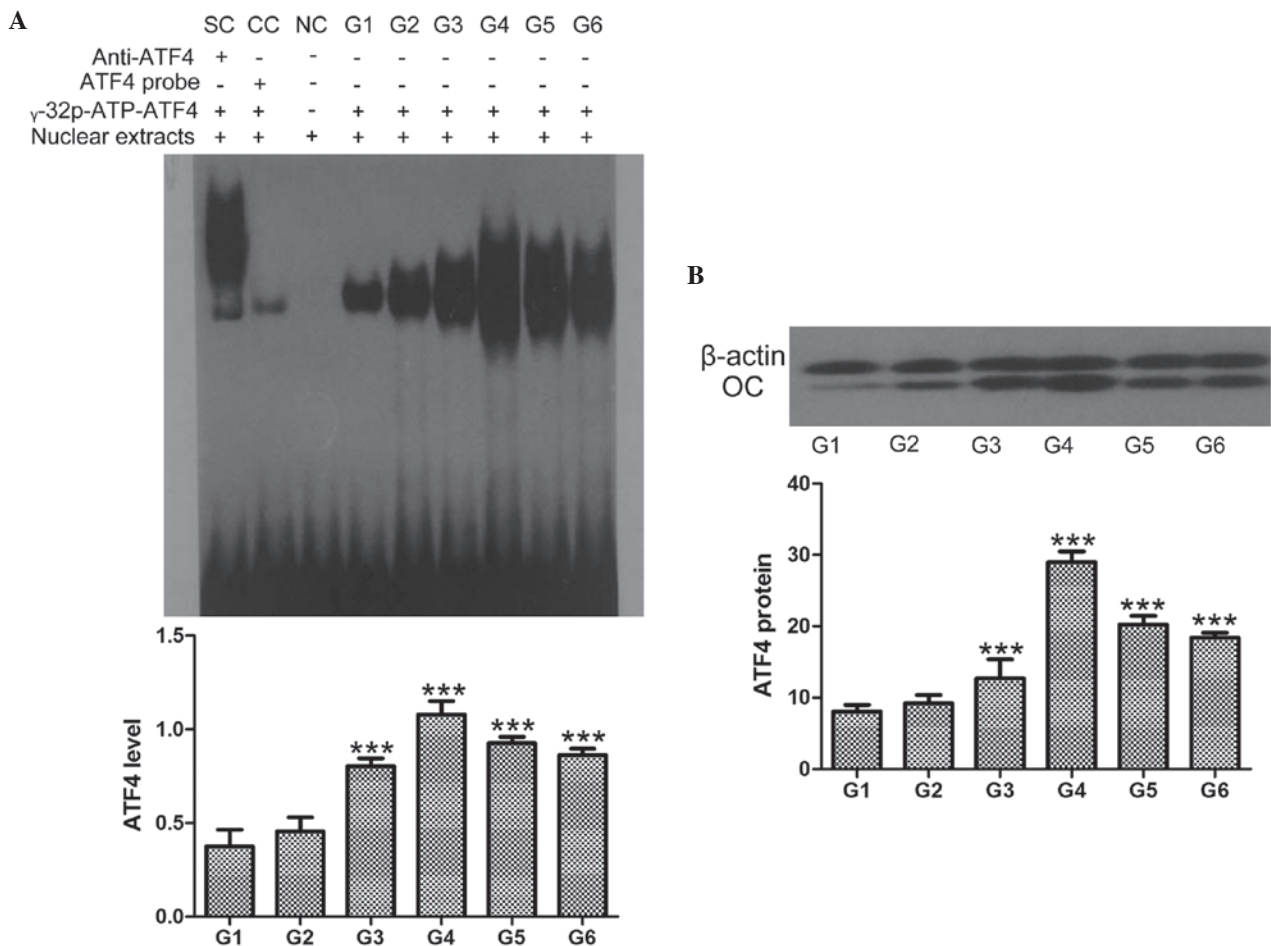 A
SC CC NC G1 G2 G3 G4 G5 G6
Anti-ATF4 + - - - - - - - -
ATF4 probe - + - - - - - - -
γ-32p-ATP-ATF4 + + - + + + + + +
Nuclear extracts + + + + + + + + +
1.5
1.0
0.5
0.0
ATF4 level
*** *** *** ***
G1 G2 G3 G4 G5 G6
B
β-actin
OC
G1 G2 G3 G4 G5 G6
40
30
20
10
0
ATF4 protein
*** *** *** ***
G1 G2 G3 G4 G5 G6